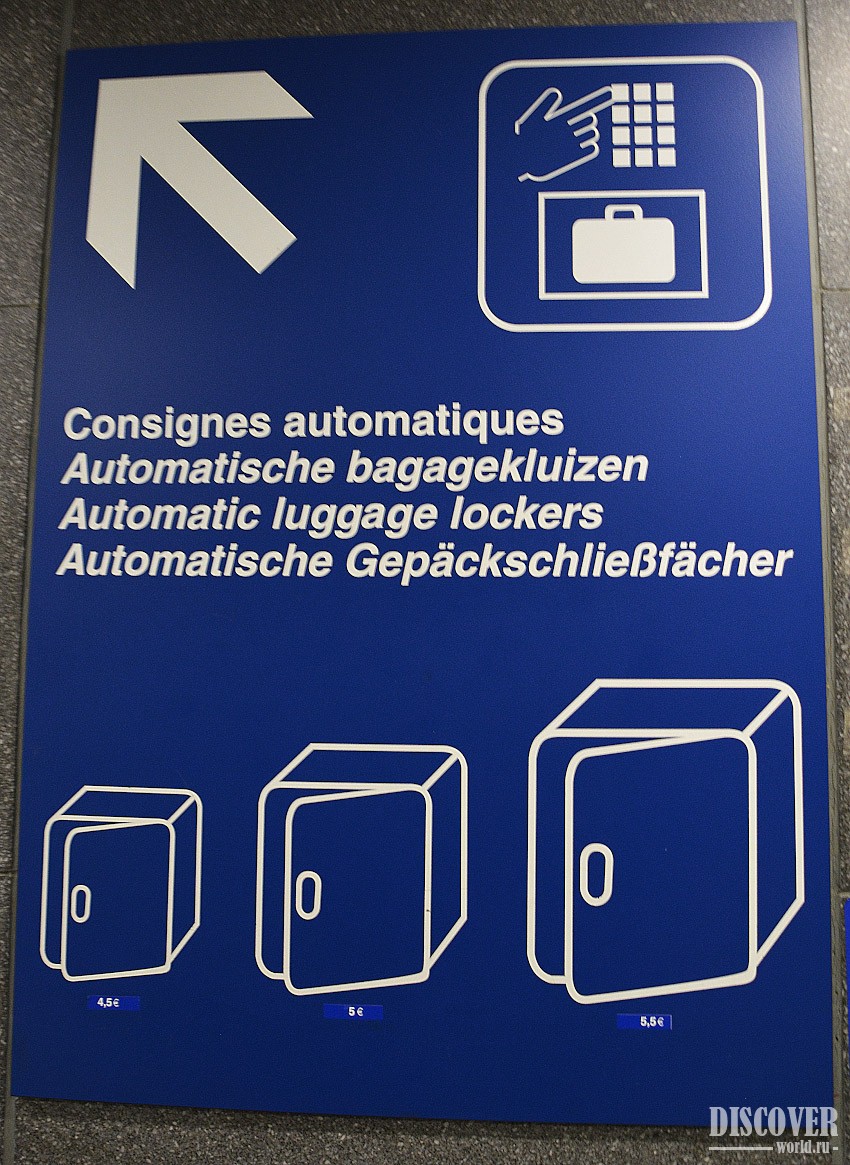 Consignes automatiques
Automatische bagagekluizen
Automatic luggage lockers
Automatische Gepäckschließfächer
4,5€
5€
5,5€
DISCOVER
world.ru